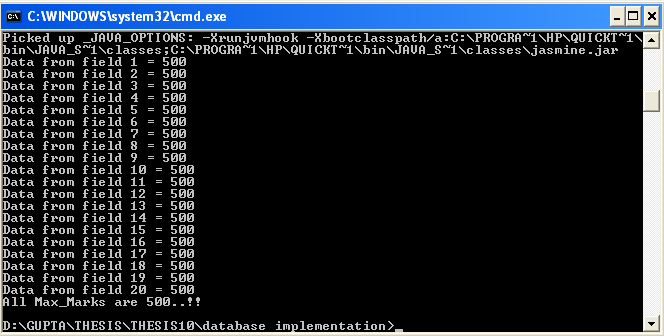 C:\WINDOWS\system32\cmd.exe
Picked up _JAVA_OPTIONS: -Xrunjvmhook -Xbootclasspath/a:C:\PROGRA~1\HP\QUICKT~1\
bin\JAVA_S~1\classes;C:\PROGRA~1\HP\QUICKT~1\bin\JAVA_S~1\classes\jasmine.jar
Data from field 1 = 500
Data from field 2 = 500
Data from field 3 = 500
Data from field 4 = 500
Data from field 5 = 500
Data from field 6 = 500
Data from field 7 = 500
Data from field 8 = 500
Data from field 9 = 500
Data from field 10 = 500
Data from field 11 = 500
Data from field 12 = 500
Data from field 13 = 500
Data from field 14 = 500
Data from field 15 = 500
Data from field 16 = 500
Data from field 17 = 500
Data from field 18 = 500
Data from field 19 = 500
Data from field 20 = 500
All Max_Marks are 500..!!
D:\GUPTA\THESIS\THESIS10\database implementation>_